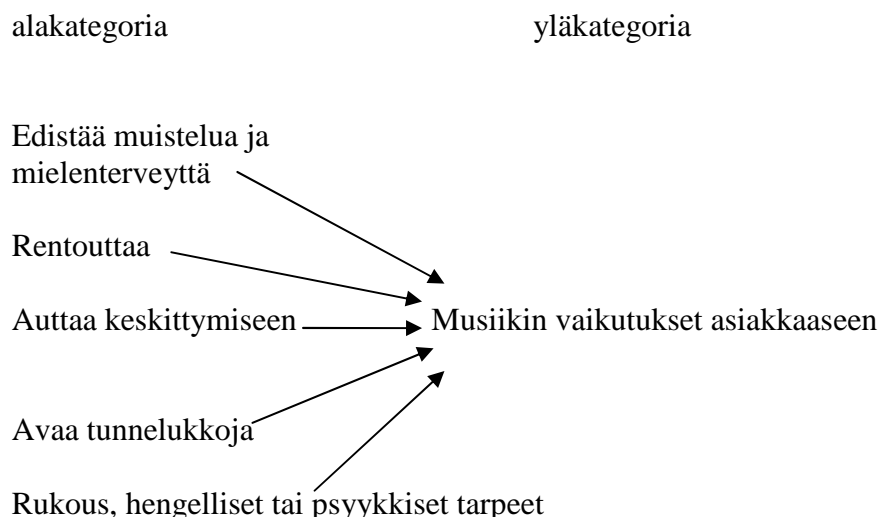 alakategoria yläkategoria
Edistää muistelua ja
mielenterveyttä
Rentouttaa
Auttaa keskittymiseen Musiikin vaikutukset asiakkaaseen
Avaa tunnelukkoja
Rukous, hengelliset tai psyykkiset tarpeet